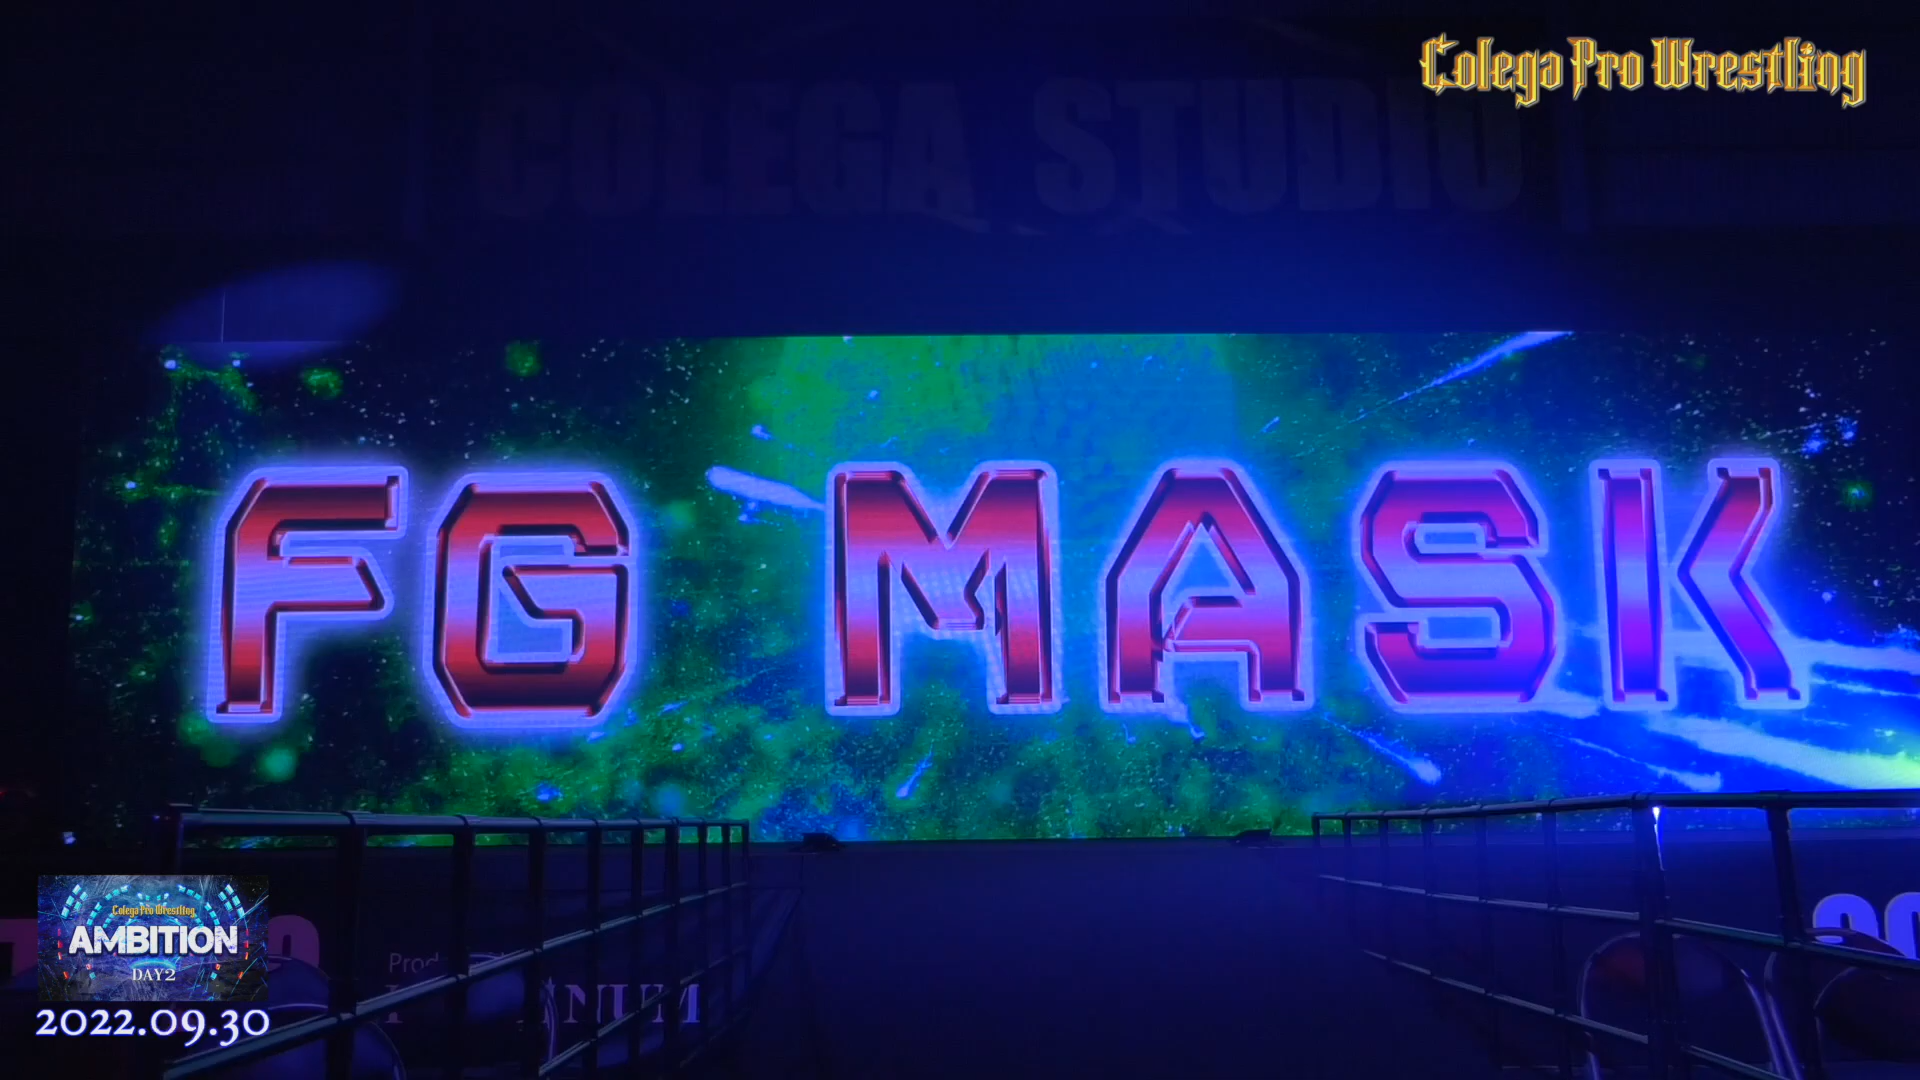 Colega Pro Wrestling
COLEGA STUDIO
FG MASK
Colega Pro Wrestling
AMBITION
DAY2
2022.09.30